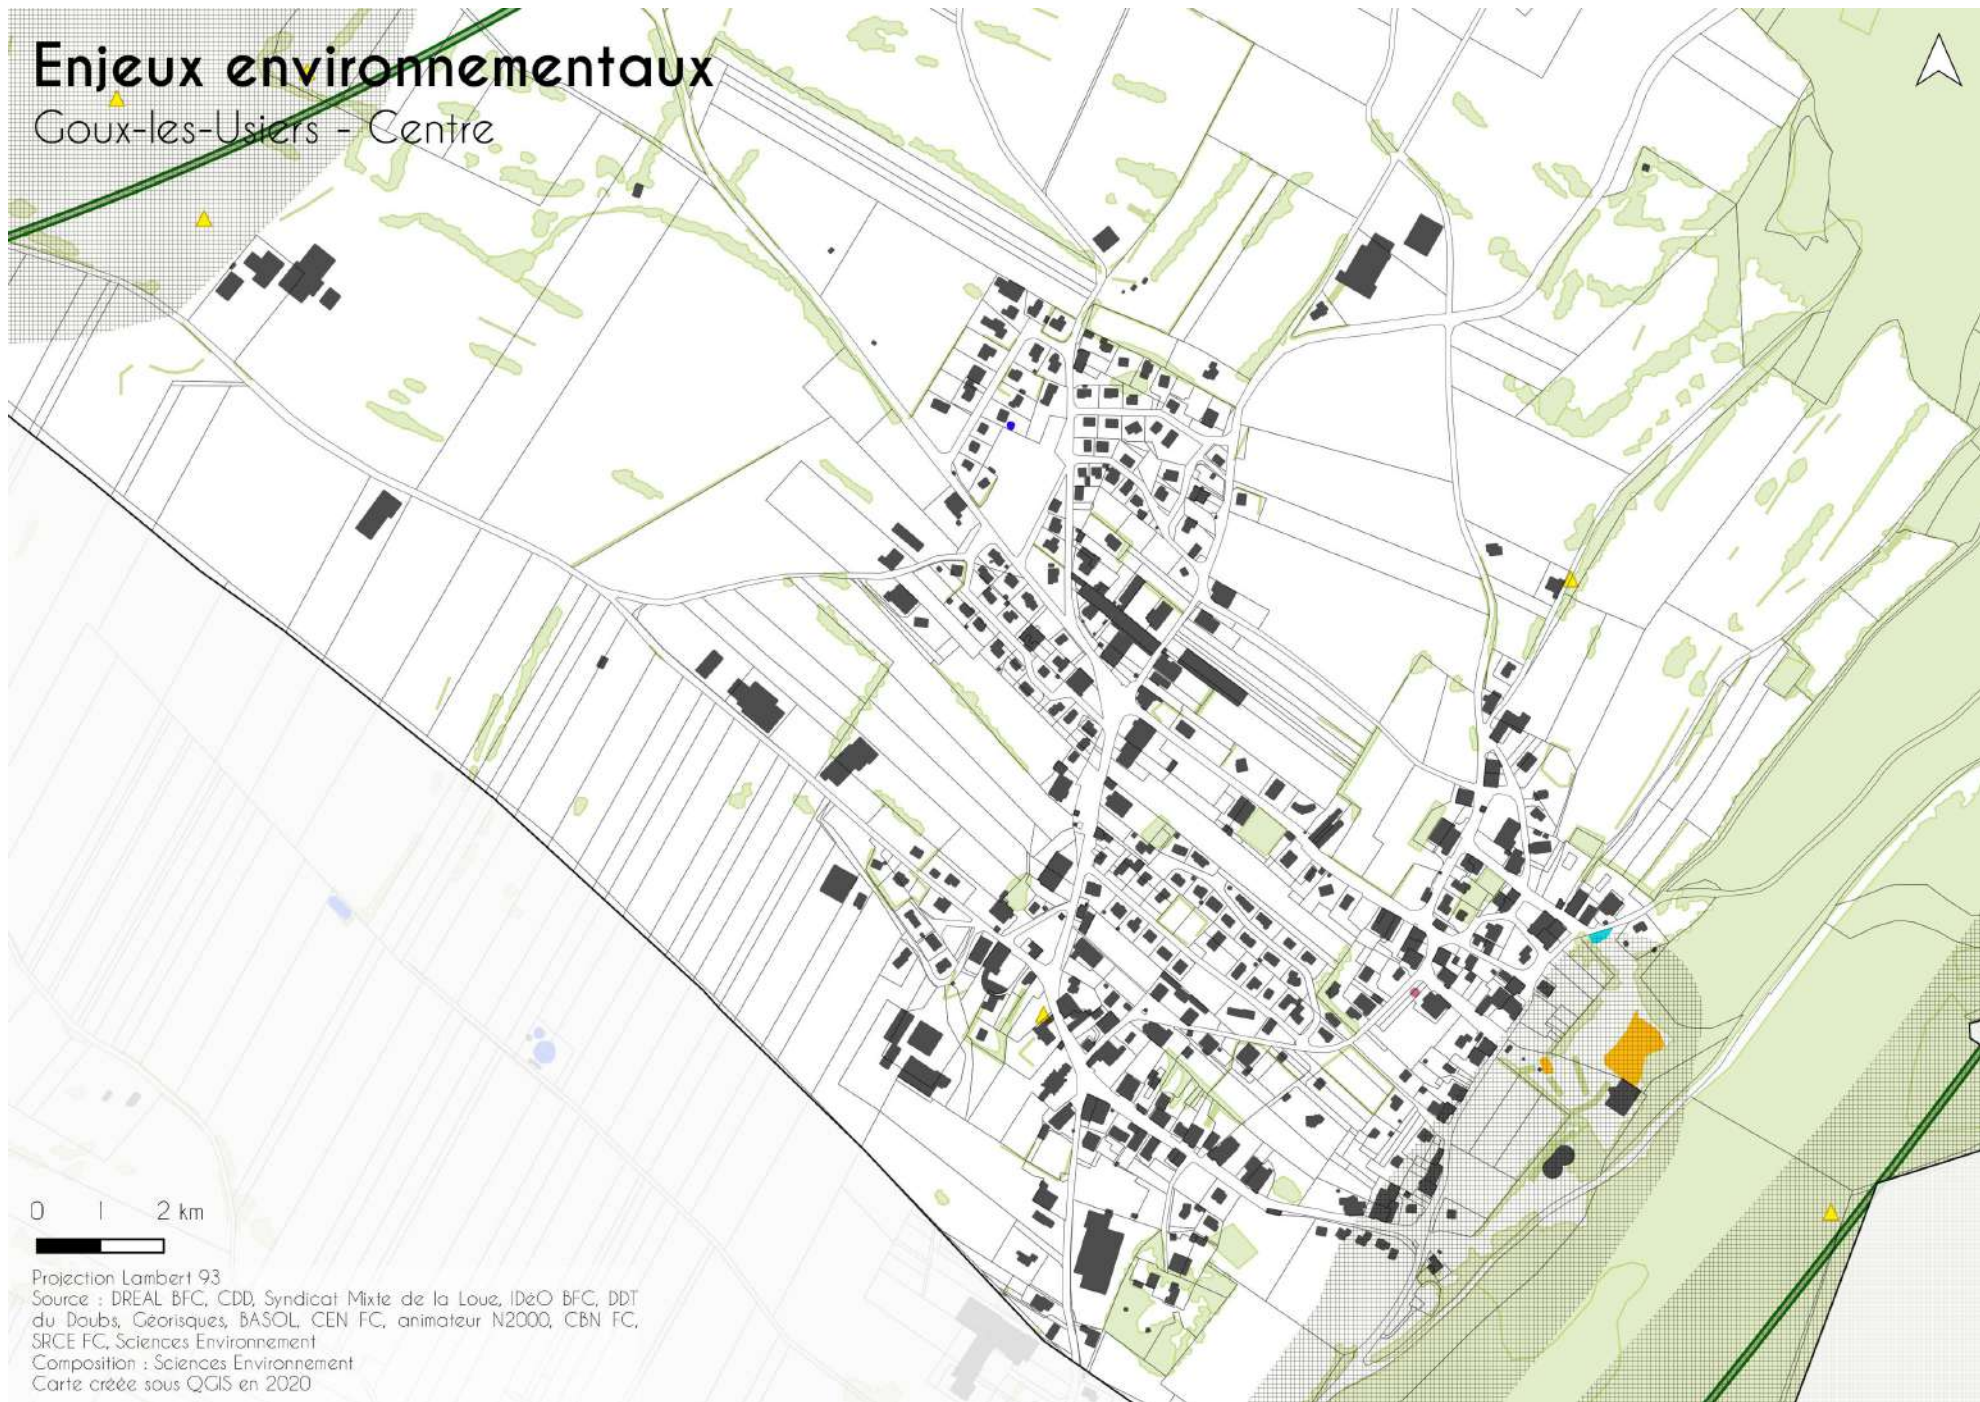 Enjeux environnementaux
Goux-les-Usiers - Centre
0 1 2 km
Projection Lambert 93
Source : DREAL BFC, CDD, Syndicat Mixte de la Loue, IDéO BFC, DDT
du Doubs, Géorisques, BASOL, CEN FC, animateur N2000, CBN FC,
SRCE FC, Sciences Environnement
Composition : Sciences Environnement
Carte créée sous QGIS en 2020